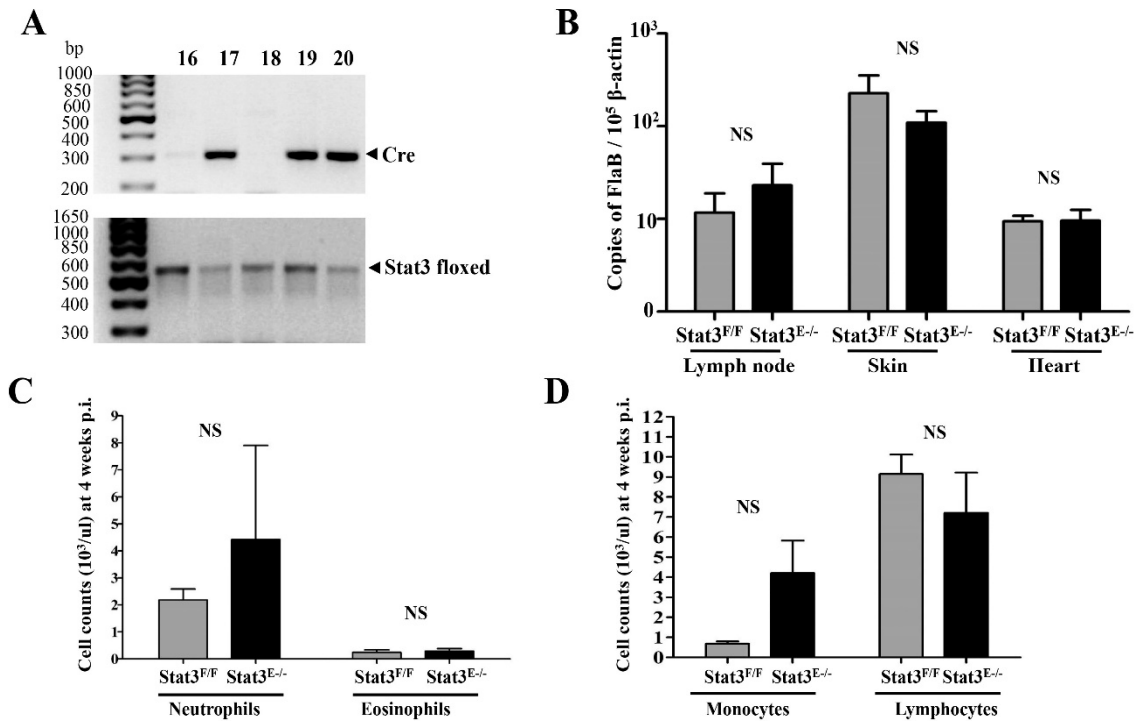 A
bp
16 17 18 19 20
1000
850
600
500
400
300
200
Cre
1650
1000
850
600
500
400
300
Stat3 floxed
B
Copies of FlaB / 10⁵ β-actin
10³
10²
10
0
NS
NS
NS
Stat3F/F Stat3E-/- Stat3F/F Stat3E-/- Stat3F/F Stat3E-/-
Lymph node Skin Heart
C
Cell counts (10³/ul) at 4 weeks p.i.
9
8
7
6
5
4
3
2
1
0
NS
NS
Stat3F/F Stat3E-/- Stat3F/F Stat3E-/-
Neutrophils Eosinophils
D
Cell counts (10³/ul) at 4 weeks p.i.
12
11
10
9
8
7
6
5
4
3
2
1
0
NS
NS
Stat3F/F Stat3E-/- Stat3F/F Stat3E-/-
Monocytes Lymphocytes